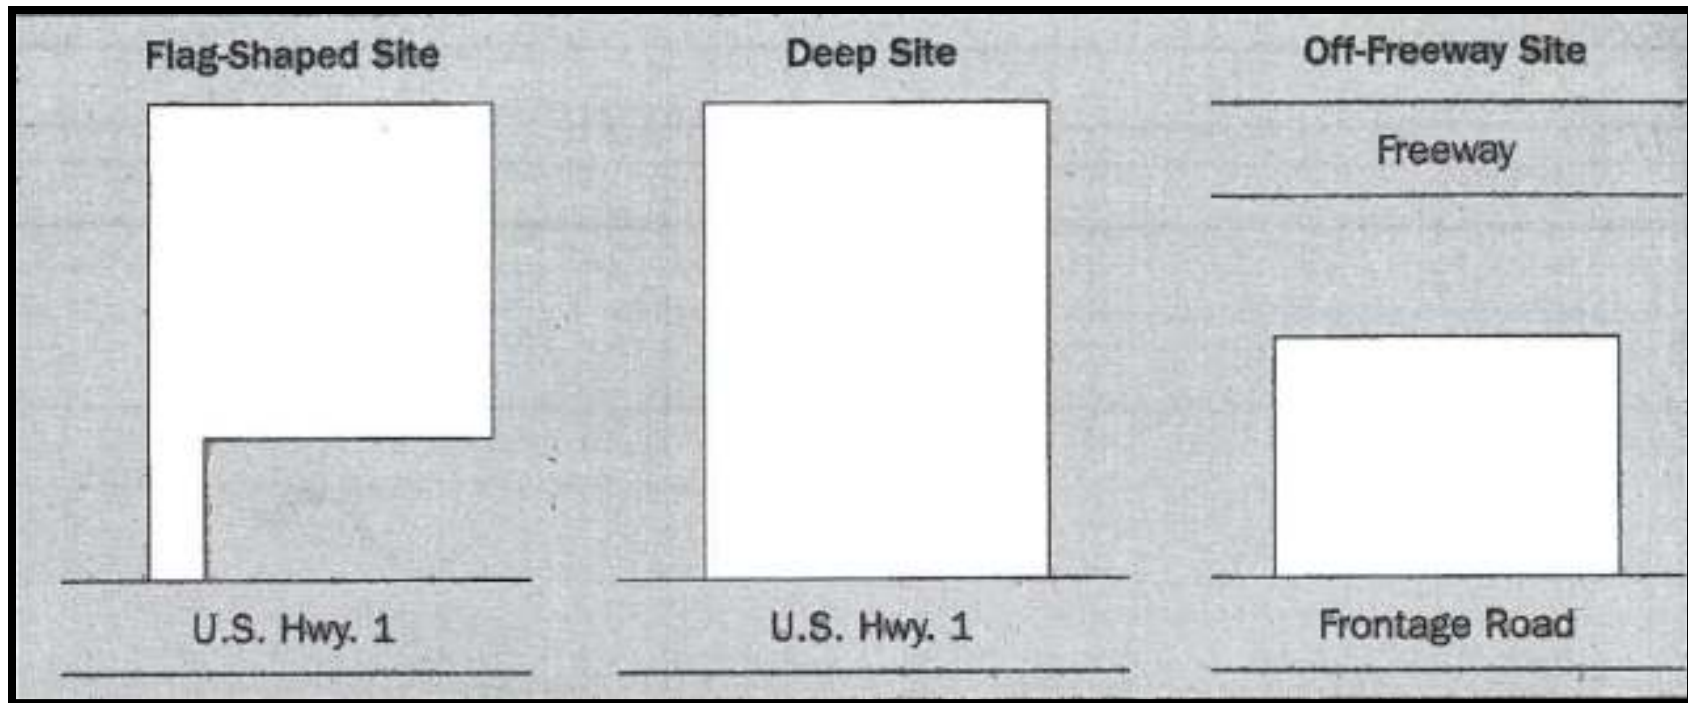 Flag-Shaped Site
Deep Site
Off-Freeway Site
Freeway
U.S. Hwy. 1
U.S. Hwy. 1
Frontage Road